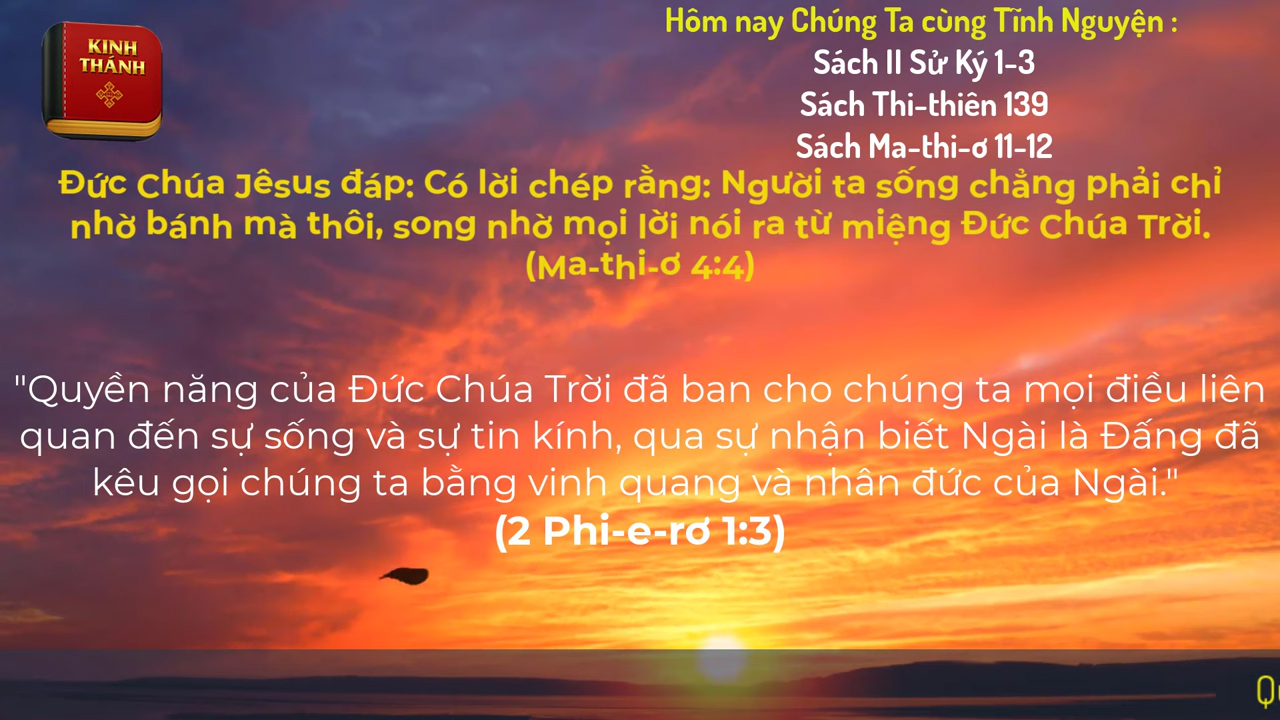 KINH
THÁNH
Hôm nay Chúng Ta cùng Tĩnh Nguyện :
Sách II Sử Ký 1-3
Sách Thi-thiên 139
Sách Ma-thi-ơ 11-12
Đức Chúa Jêsus đáp: Có lời chép rằng: Người ta sống chẳng phải chỉ
nhờ bánh mà thôi, song nhờ mọi lời nói ra từ miệng Đức Chúa Trời.
(Ma-thi-ơ 4:4)
"Quyền năng của Đức Chúa Trời đã ban cho chúng ta mọi điều liên
quan đến sự sống và sự tin kính, qua sự nhận biết Ngài là Đấng đã
kêu gọi chúng ta bằng vinh quang và nhân đức của Ngài."
(2 Phi-e-rơ 1:3)